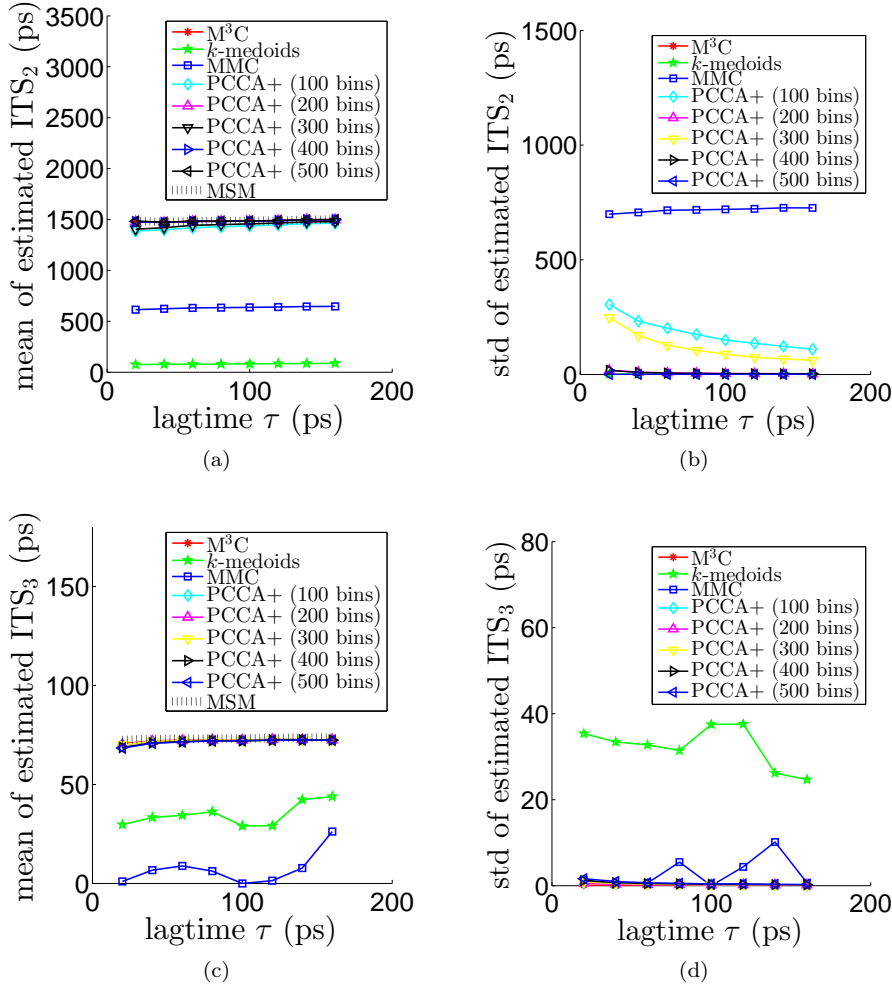 mean of estimated ITS₂ (ps)
3500
3000
2500
2000
1500
1000
500
0
0
100
200
lagtime τ (ps)
M³C
k-medoids
MMC
PCCA+ (100 bins)
PCCA+ (200 bins)
PCCA+ (300 bins)
PCCA+ (400 bins)
PCCA+ (500 bins)
MSM
(a)
std of estimated ITS₂ (ps)
1500
1000
500
0
0
100
200
lagtime τ (ps)
M³C
k-medoids
MMC
PCCA+ (100 bins)
PCCA+ (200 bins)
PCCA+ (300 bins)
PCCA+ (400 bins)
PCCA+ (500 bins)
(b)
mean of estimated ITS₃ (ps)
150
100
50
0
0
100
200
lagtime τ (ps)
M³C
k-medoids
MMC
PCCA+ (100 bins)
PCCA+ (200 bins)
PCCA+ (300 bins)
PCCA+ (400 bins)
PCCA+ (500 bins)
MSM
(c)
std of estimated ITS₃ (ps)
80
60
40
20
0
0
100
200
lagtime τ (ps)
M³C
k-medoids
MMC
PCCA+ (100 bins)
PCCA+ (200 bins)
PCCA+ (300 bins)
PCCA+ (400 bins)
PCCA+ (500 bins)
(d)